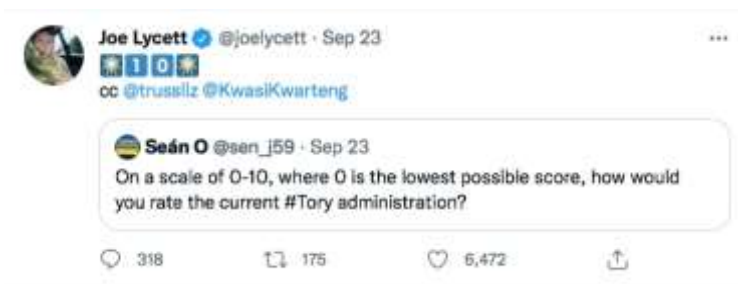 Joe Lycett @joelycett · Sep 23
🎆1️⃣0️⃣🎆
cc @trussliz @KwasiKwarteng
Seán O @sen_j59 · Sep 23
On a scale of 0-10, where 0 is the lowest possible score, how would
you rate the current #Tory administration?
318 175 6,472